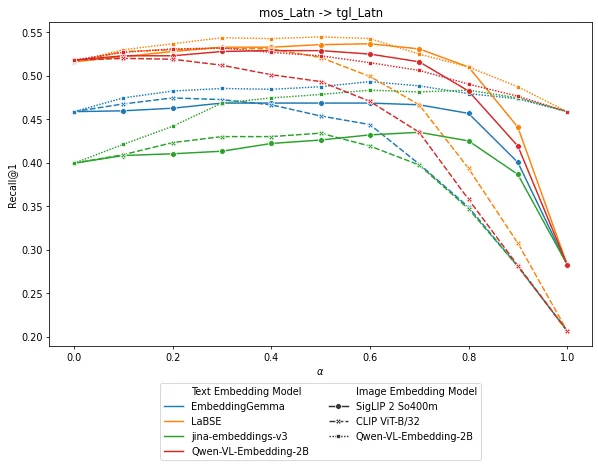 mos_Latn -> tgl_Latn
Recall@1
0.55
0.50
0.45
0.40
0.35
0.30
0.25
0.20
0.0
0.2
0.4
0.6
0.8
1.0
α
Text Embedding Model
EmbeddingGemma
LaBSE
jina-embeddings-v3
Qwen-VL-Embedding-2B
Image Embedding Model
SigLIP 2 So400m
CLIP ViT-B/32
Qwen-VL-Embedding-2B